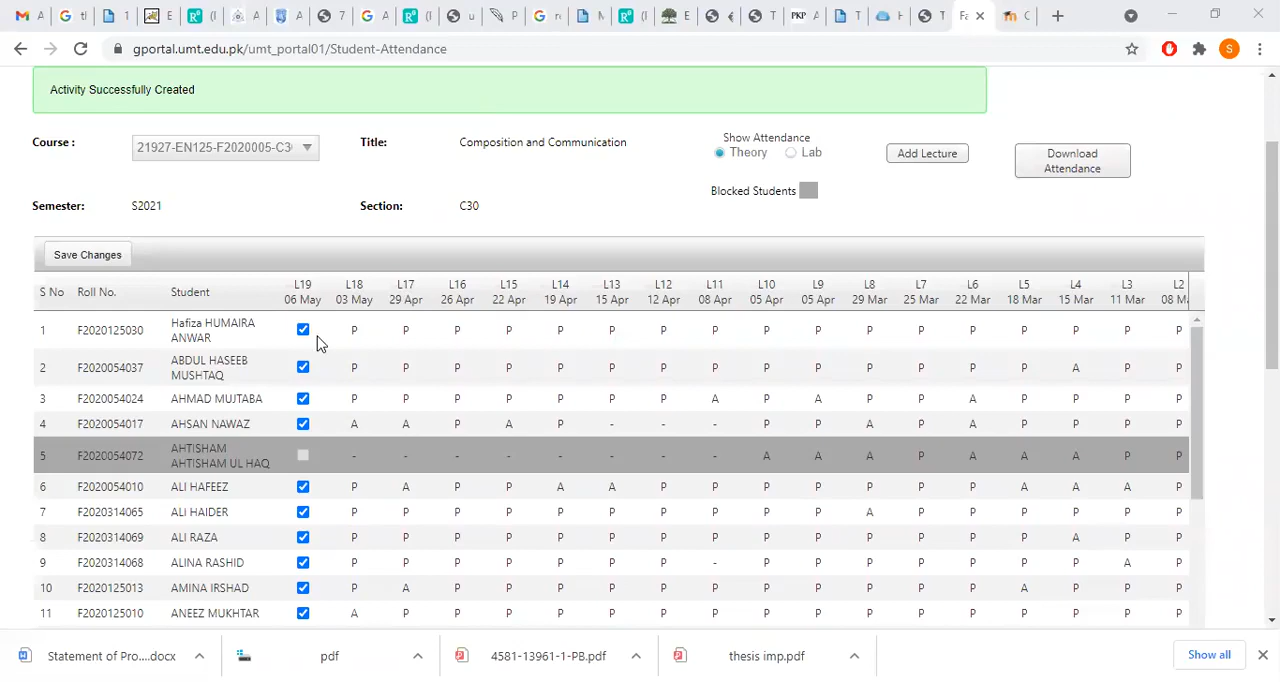 gportal.umt.edu.pk/umt_portal01/Student-Attendance
Activity Successfully Created
Course : 21927-EN125-F2020005-C3 Title: Composition and Communication Show Attendance Theory Lab Add Lecture Download Attendance
Blocked Students
Semester: S2021 Section: C30
Save Changes
S No Roll No. Student L19 L18 L17 L16 L15 L14 L13 L12 L11 L10 L9 L8 L7 L6 L5 L4 L3 L2
06 May 03 May 29 Apr 26 Apr 22 Apr 19 Apr 15 Apr 12 Apr 08 Apr 05 Apr 05 Apr 29 Mar 25 Mar 22 Mar 18 Mar 15 Mar 11 Mar 08 Ma
1 F2020125030 Hafiza HUMAIRA ANWAR P P P P P P P P P P P P P P P P P
2 F2020054037 ABDUL HASEEB MUSHTAQ P P P P P P P P P P P P P P A P P
3 F2020054024 AHMAD MUJTABA P P P P P P P A P A P P A P P P P
4 F2020054017 AHSAN NAWAZ A A P A P - - - P P A P A P P P P
5 F2020054072 AHTISHAM AHTISHAM UL HAQ - - - - - - - - A A A P A A A P P
6 F2020054010 ALI HAFEEZ P A P P A A P P P P P P P A A A P
7 F2020314065 ALI HAIDER P P P P P P P P P P A P P P P P P
8 F2020314069 ALI RAZA P P P P P P P P P P P P P P A P P
9 F2020314068 ALINA RASHID P P P P P P P - P P P P P P P A P
10 F2020125013 AMINA IRSHAD P A P P P P P P P P P P P A P P P
11 F2020125010 ANEEZ MUKHTAR A P P P P P P P P P P P P P P P P
Statement of Pro....docx pdf 4581-13961-1-PB.pdf thesis imp.pdf Show all